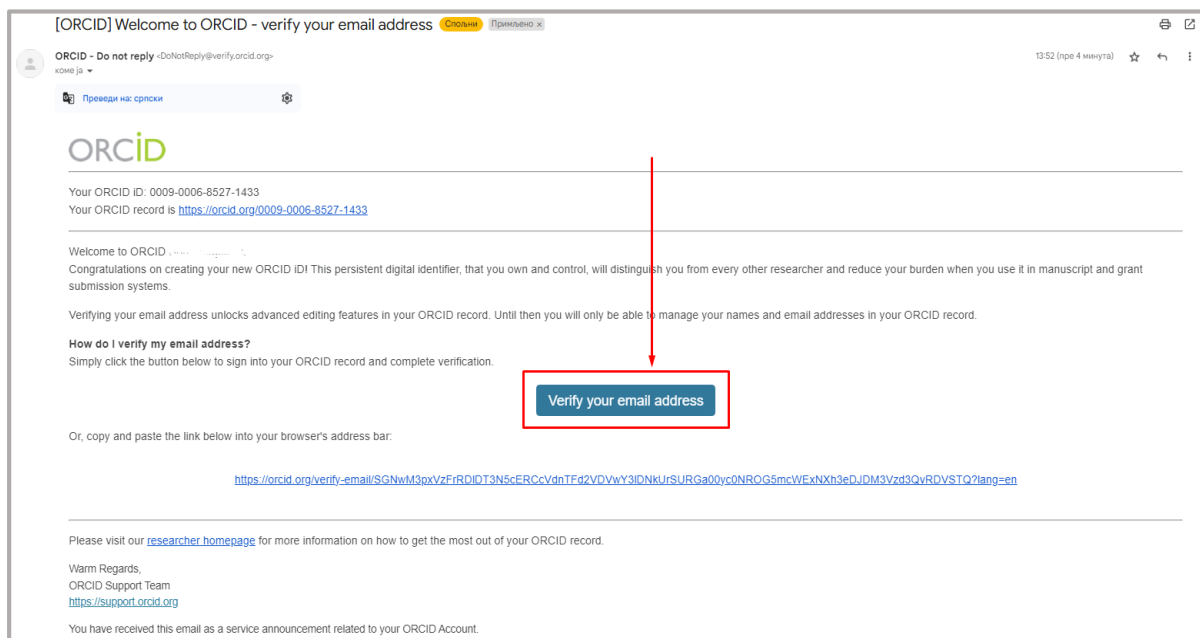 [ORCID] Welcome to ORCID - verify your email address Спољни Примљено ×
ORCID - Do not reply <DoNotReply@verify.orcid.org>
13:52 (пре 4 минута)
коме ја
Преведи на: српски
ORCID
Your ORCID iD: 0009-0006-8527-1433
Your ORCID record is https://orcid.org/0009-0006-8527-1433
Welcome to ORCID
Congratulations on creating your new ORCID iD! This persistent digital identifier, that you own and control, will distinguish you from every other researcher and reduce your burden when you use it in manuscript and grant
submission systems.
Verifying your email address unlocks advanced editing features in your ORCID record. Until then you will only be able to manage your names and email addresses in your ORCID record.
How do I verify my email address?
Simply click the button below to sign into your ORCID record and complete verification.
Verify your email address
Or, copy and paste the link below into your browser's address bar:
https://orcid.org/verify-email/SGNwM3pxVzFrRDlDT3N5cERCcVdnTFd2VDVwY3lDNkUrSURGa00yc0NROG5mcWExNXh3eDJDM3Vzd3QvRDVSTQ?lang=en
Please visit our researcher homepage for more information on how to get the most out of your ORCID record.
Warm Regards,
ORCID Support Team
https://support.orcid.org
You have received this email as a service announcement related to your ORCID Account.